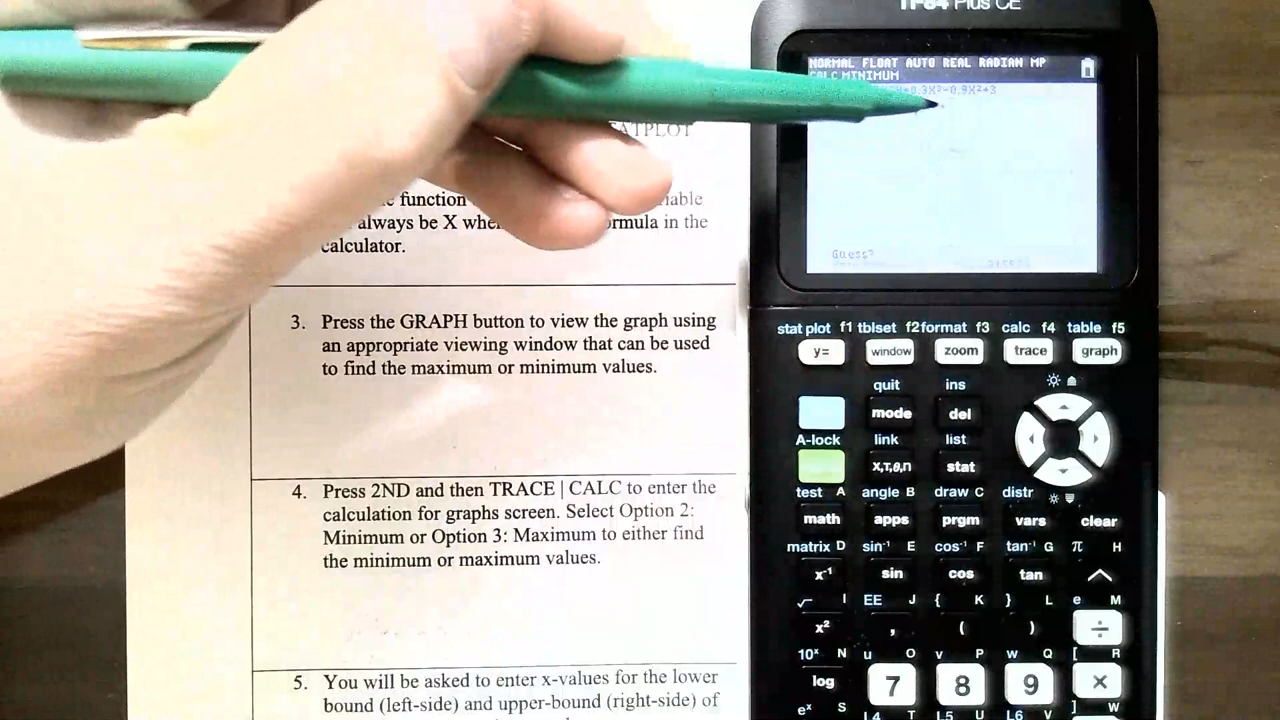 TI-84 Plus CE
NORMAL FLOAT AUTO REAL RADIAN MP
CALC MINIMUM
Guess?
function
always be X
in the
calculator.
3. Press the GRAPH button to view the graph using
an appropriate viewing window that can be used
to find the maximum or minimum values.
4. Press 2ND and then TRACE | CALC to enter the
calculation for graphs screen. Select Option 2:
Minimum or Option 3: Maximum to either find
the minimum or maximum values.
5. You will be asked to enter x-values for the lower
bound (left-side) and upper-bound (right-side) of
stat plot f1 tblset f2 format f3 calc f4 table f5
y= window zoom trace graph
quit ins
mode del
A-lock link list
X,T,θ,n stat
test A angle B draw C distr
math apps prgm vars clear
matrix D sin⁻¹ E cos⁻¹ F tan⁻¹ G π H
x⁻¹ sin cos tan ^
√ I EE J { K } L e M
x² , ( ) ÷
10ˣ N u O v P w Q [ R
log 7 8 9 ×
eˣ S L4 T L5 U L6 V ] W